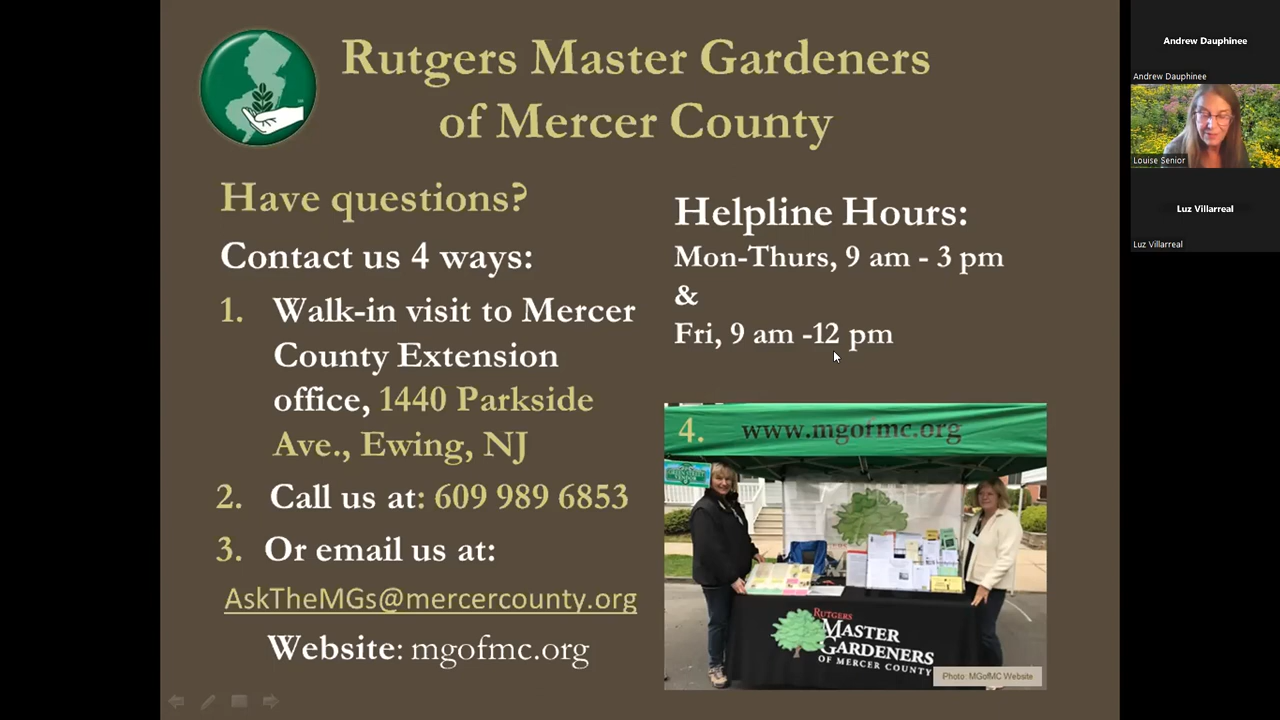 Rutgers Master Gardeners
of Mercer County
Have questions?
Contact us 4 ways:
1. Walk-in visit to Mercer
County Extension
office, 1440 Parkside
Ave., Ewing, NJ
2. Call us at: 609 989 6853
3. Or email us at:
AskTheMGs@mercercounty.org
Website: mgofmc.org
Helpline Hours:
Mon-Thurs, 9 am - 3 pm
&
Fri, 9 am -12 pm
4. www.mgofmc.org
RUTGERS
MASTER
GARDENERS
OF MERCER COUNTY
Photo: MGofMC Website
Andrew Dauphinee
Andrew Dauphinee
Louise Senior
Luz Villarreal
Luz Villarreal